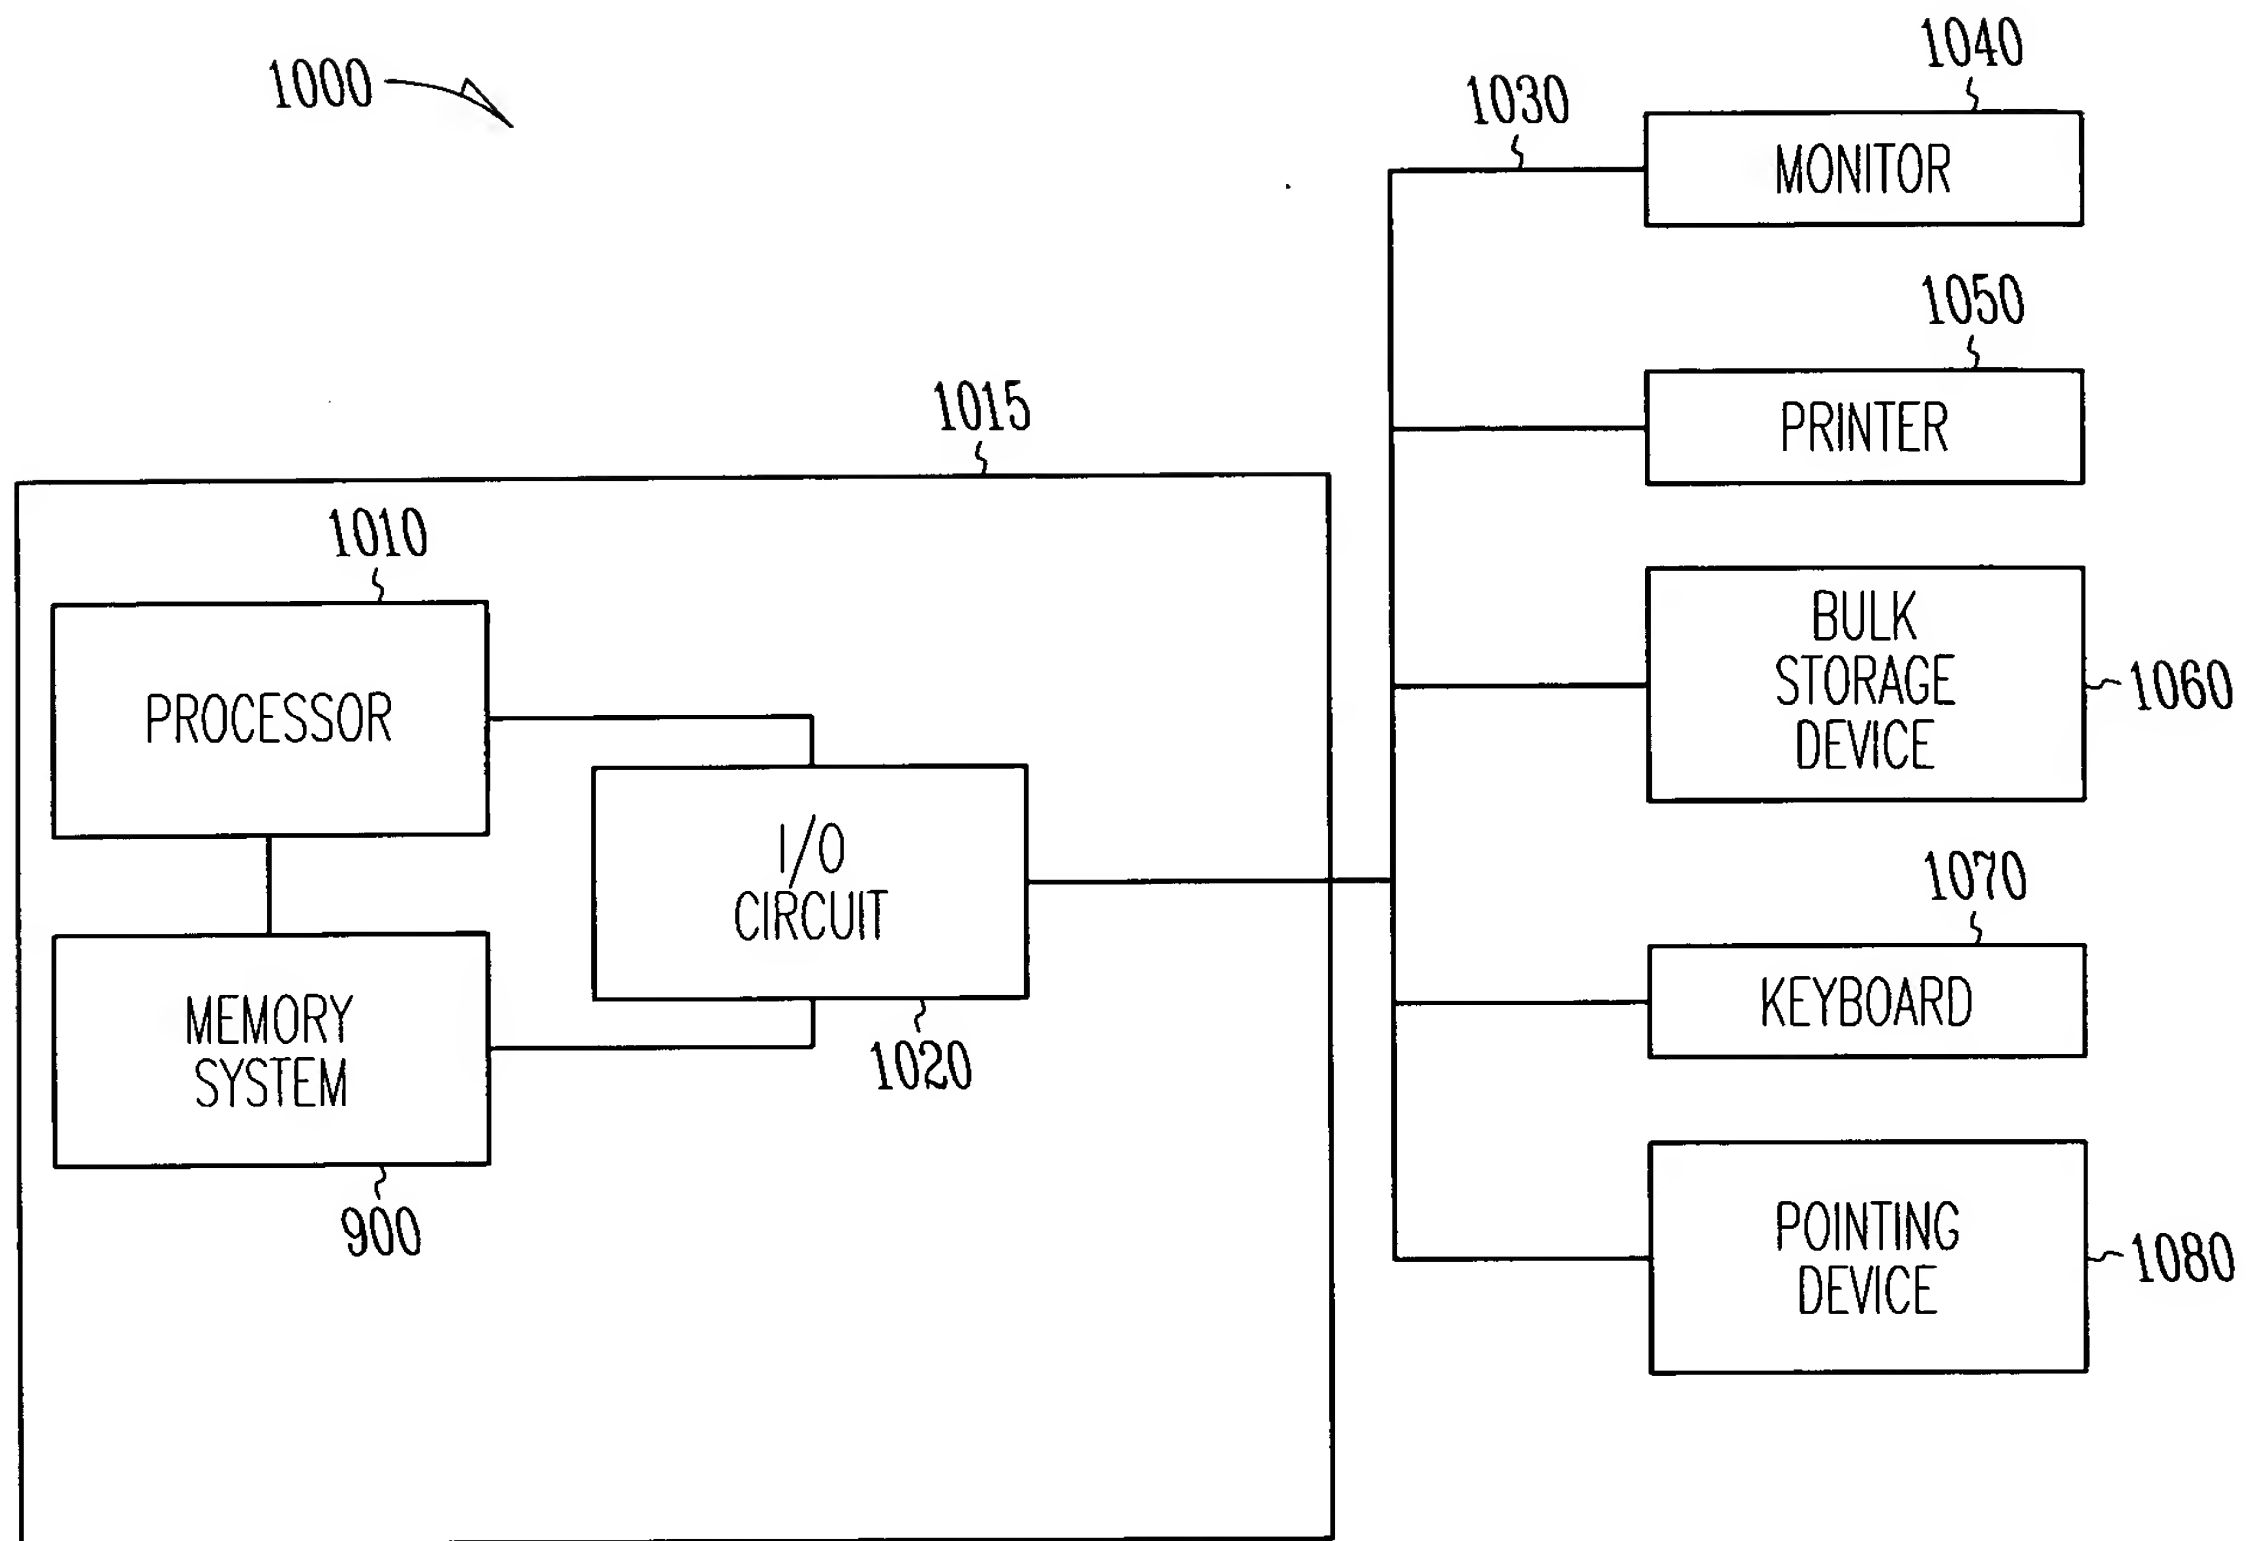 1000
1015
1010
PROCESSOR
I/O
CIRCUIT
1020
MEMORY
SYSTEM
900
1030
1040
MONITOR
1050
PRINTER
BULK
STORAGE
DEVICE
1060
1070
KEYBOARD
POINTING
DEVICE
1080